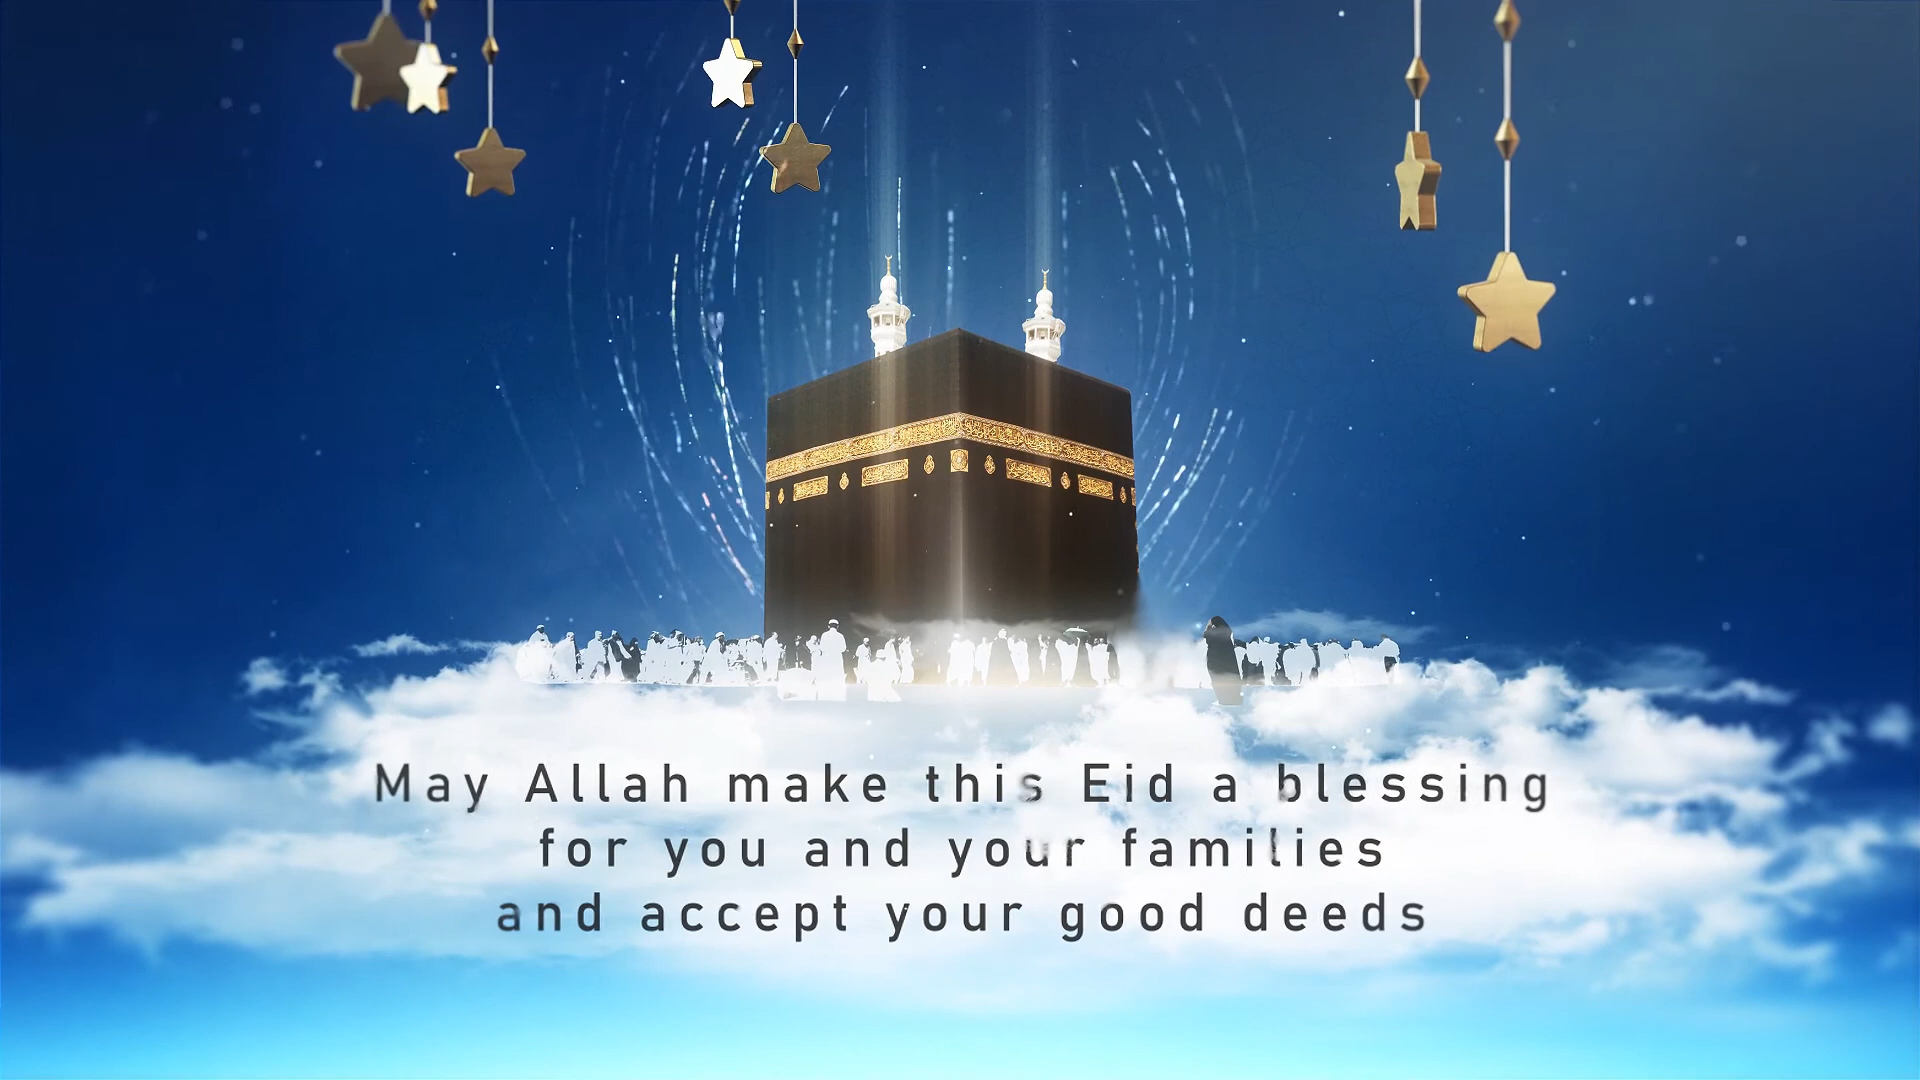 May Allah make this Eid a blessing
for you and your families
and accept your good deeds